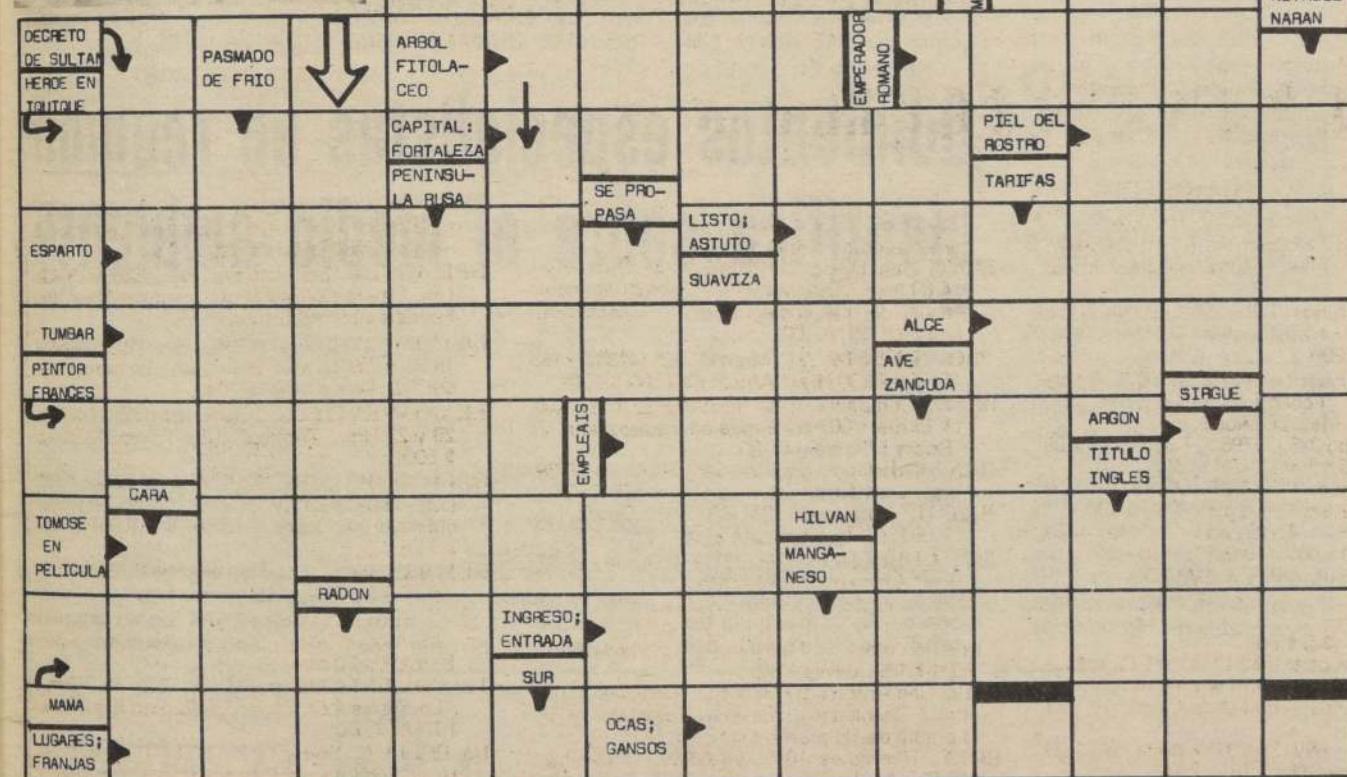 NARAN
DECRETO
DE SULTAN
HEROE EN
IQUIQUE
PASMADO
DE FRIO
ARBOL
FITOLA-
CEO
EMPERADOR
ROMANO
CAPITAL:
FORTALEZA
PENINSU-
LA RUSA
PIEL DEL
ROSTRO
TARIFAS
SE PRO-
PASA
ESPARTO
LISTO;
ASTUTO
SUAVIZA
TUMBAR
PINTOR
FRANCES
ALCE
AVE
ZANCUDA
SIRGUE
EMPLEAIS
ARGON
TITULO
INGLES
CARA
TOMOSE
EN
PELICULA
HILVAN
MANGA-
NESO
RADON
INGRESO;
ENTRADA
SUR
MAMA
LUGARES;
FRANJAS
OCAS;
GANSOS